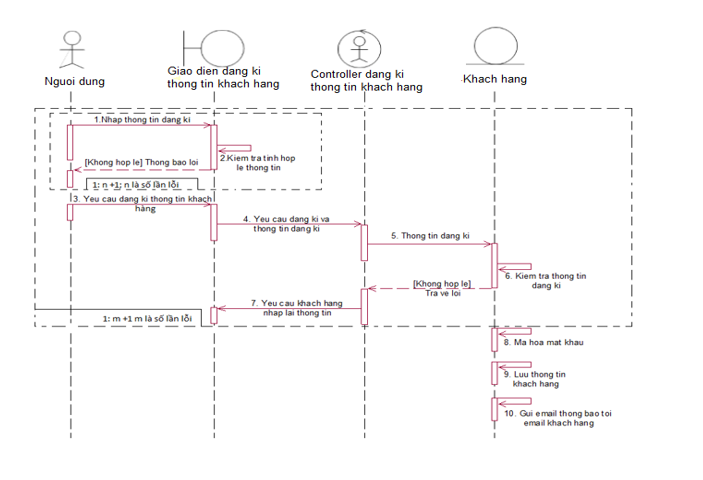 Nguoi dung
Giao dien dang ki
thong tin khach hang
Controller dang ki
thong tin khach hang
Khach hang
1.Nhap thong tin dang ki
2.Kiem tra tinh hop
le thong tin
[Khong hop le] Thong bao loi
1: n +1; n là số lần lỗi
3. Yeu cau dang ki thong tin khach
hàng
4. Yeu cau dang ki va
thong tin dang ki
5. Thong tin dang ki
6. Kiem tra thong tin
dang ki
[Khong hop le]
Tra ve loi
7. Yeu cau khach hang
nhap lai thong tin
1: m +1 m là số lần lỗi
8. Ma hoa mat khau
9. Luu thong tin
khach hang
10. Gui email thong bao toi
email khach hang